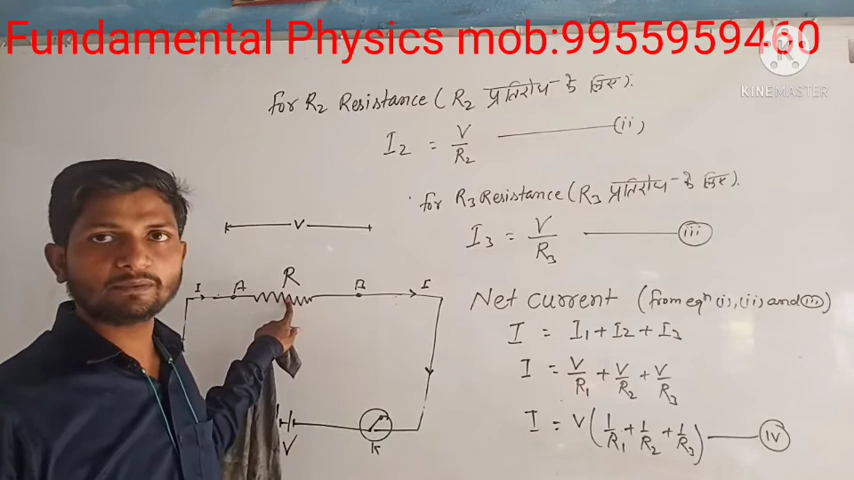 Fundamental Physics mob:9955959460
K
KINEMASTER
for R2 Resistance (R2 प्रतिरोध के लिए).
I2 = V/R2 (ii)
for R3 Resistance (R3 प्रतिरोध के लिए).
I3 = V/R3 (iii)
V
R
I A B I
V K
Net current (from eqn (i), (ii) and (iii))
I = I1 + I2 + I3
I = V/R1 + V/R2 + V/R3
I = V(1/R1 + 1/R2 + 1/R3) (iv)